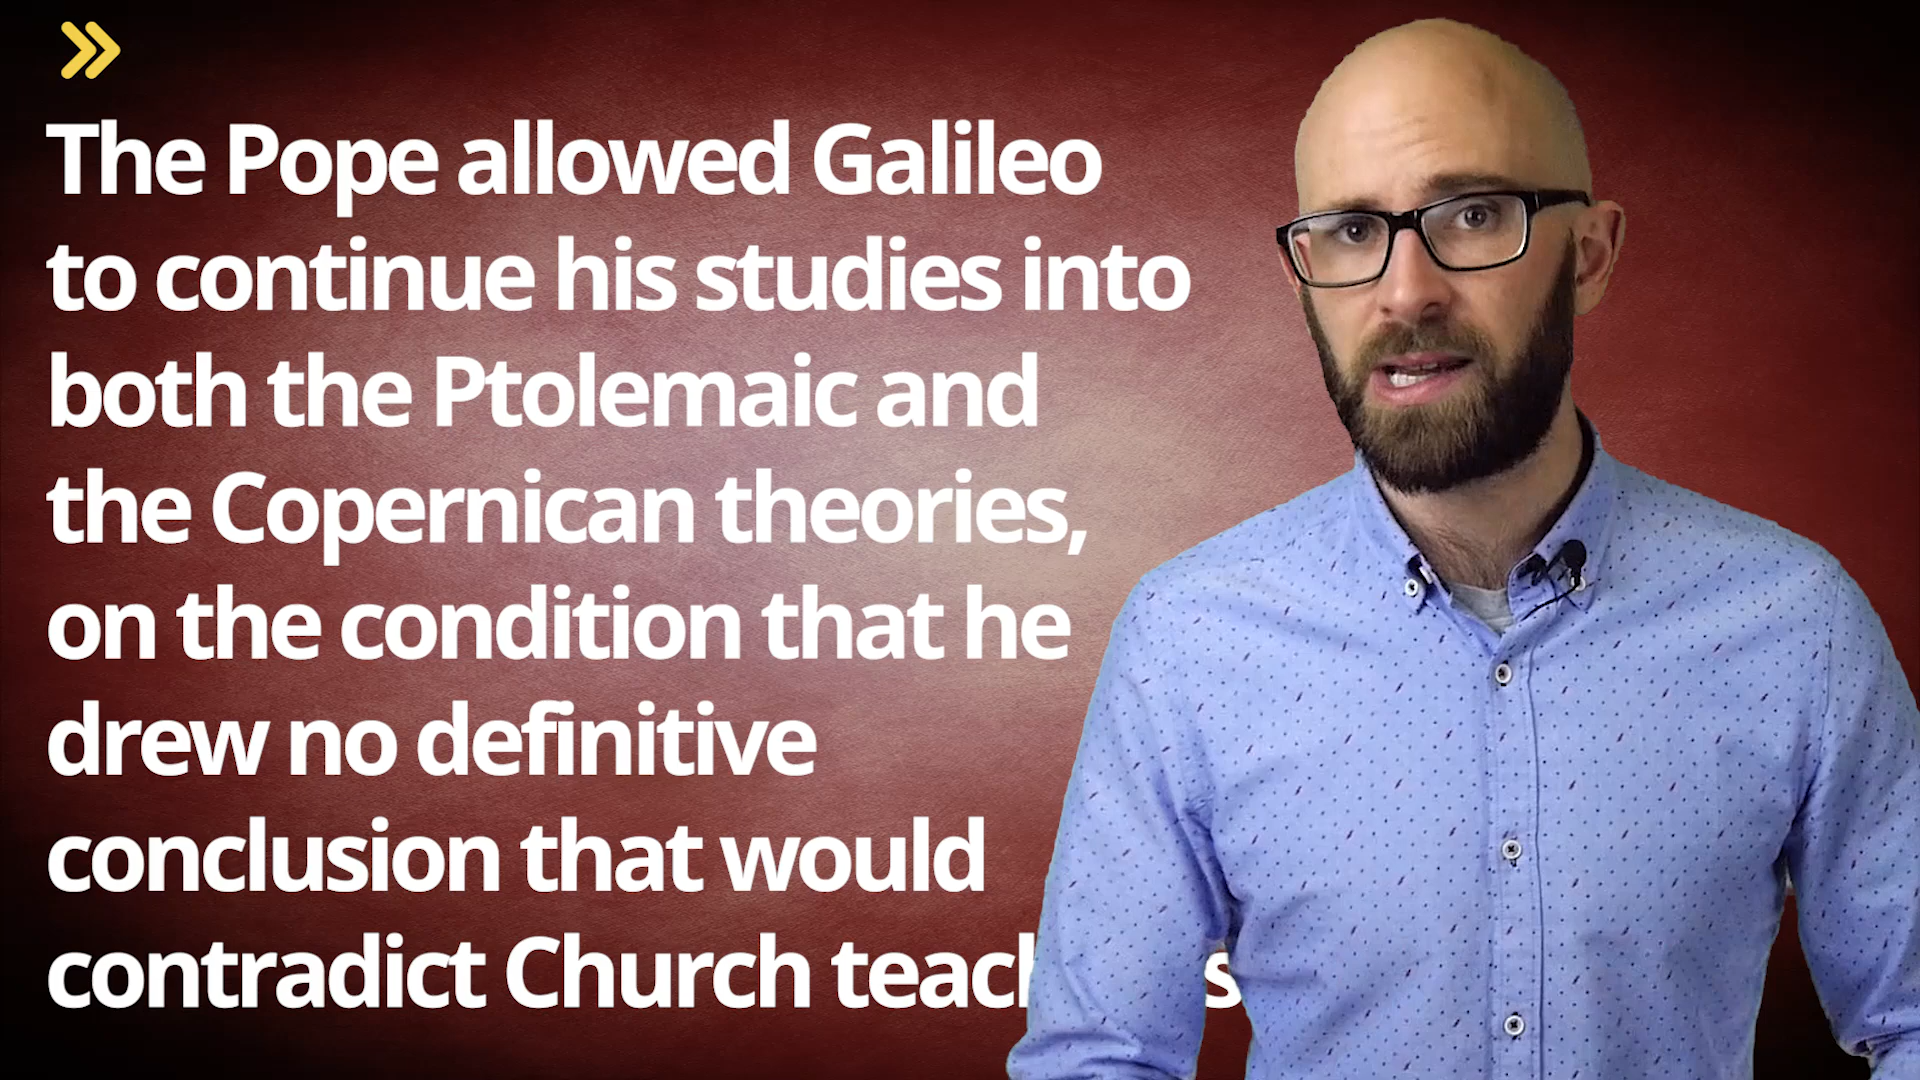 The Pope allowed Galileo
to continue his studies into
both the Ptolemaic and
the Copernican theories,
on the condition that he
drew no definitive
conclusion that would
contradict Church